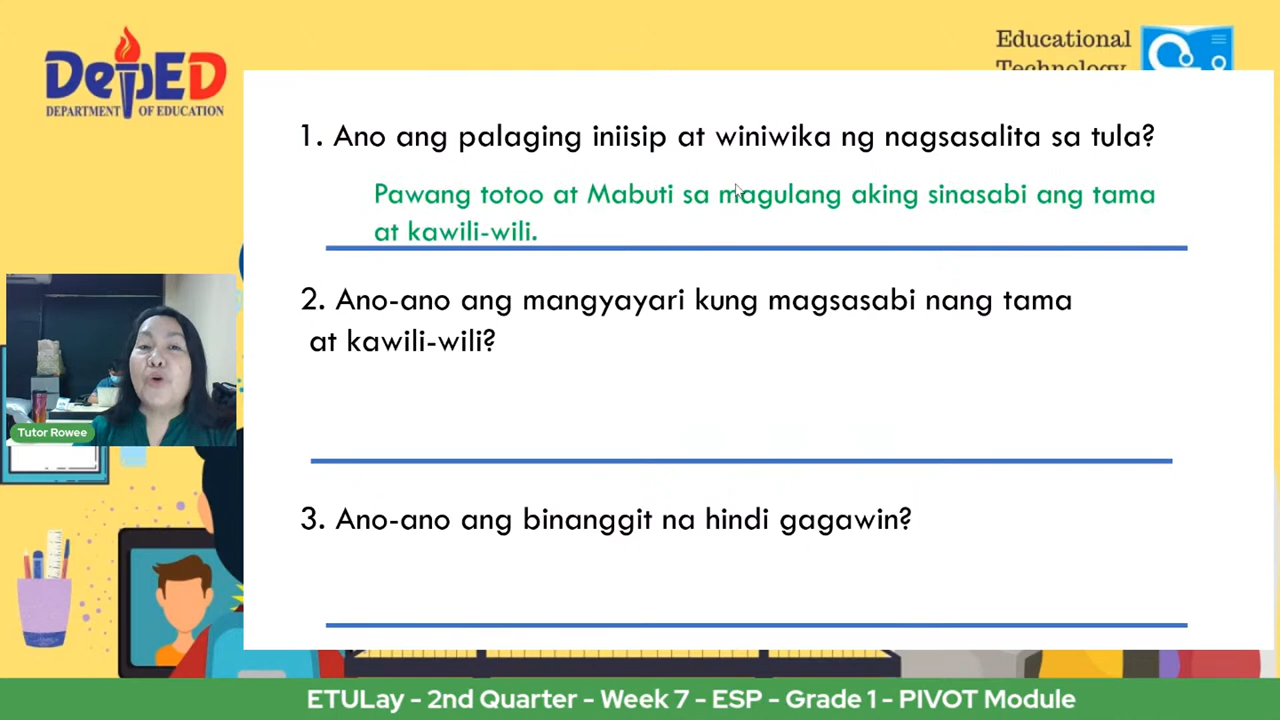 DepED
DEPARTMENT OF EDUCATION
Educational
Technology
1. Ano ang palaging iniisip at winiwika ng nagsasalita sa tula?
Pawang totoo at Mabuti sa magulang aking sinasabi ang tama
at kawili-wili.
2. Ano-ano ang mangyayari kung magsasabi nang tama
at kawili-wili?
3. Ano-ano ang binanggit na hindi gagawin?
Tutor Rowee
ETULay - 2nd Quarter - Week 7 - ESP - Grade 1 - PIVOT Module